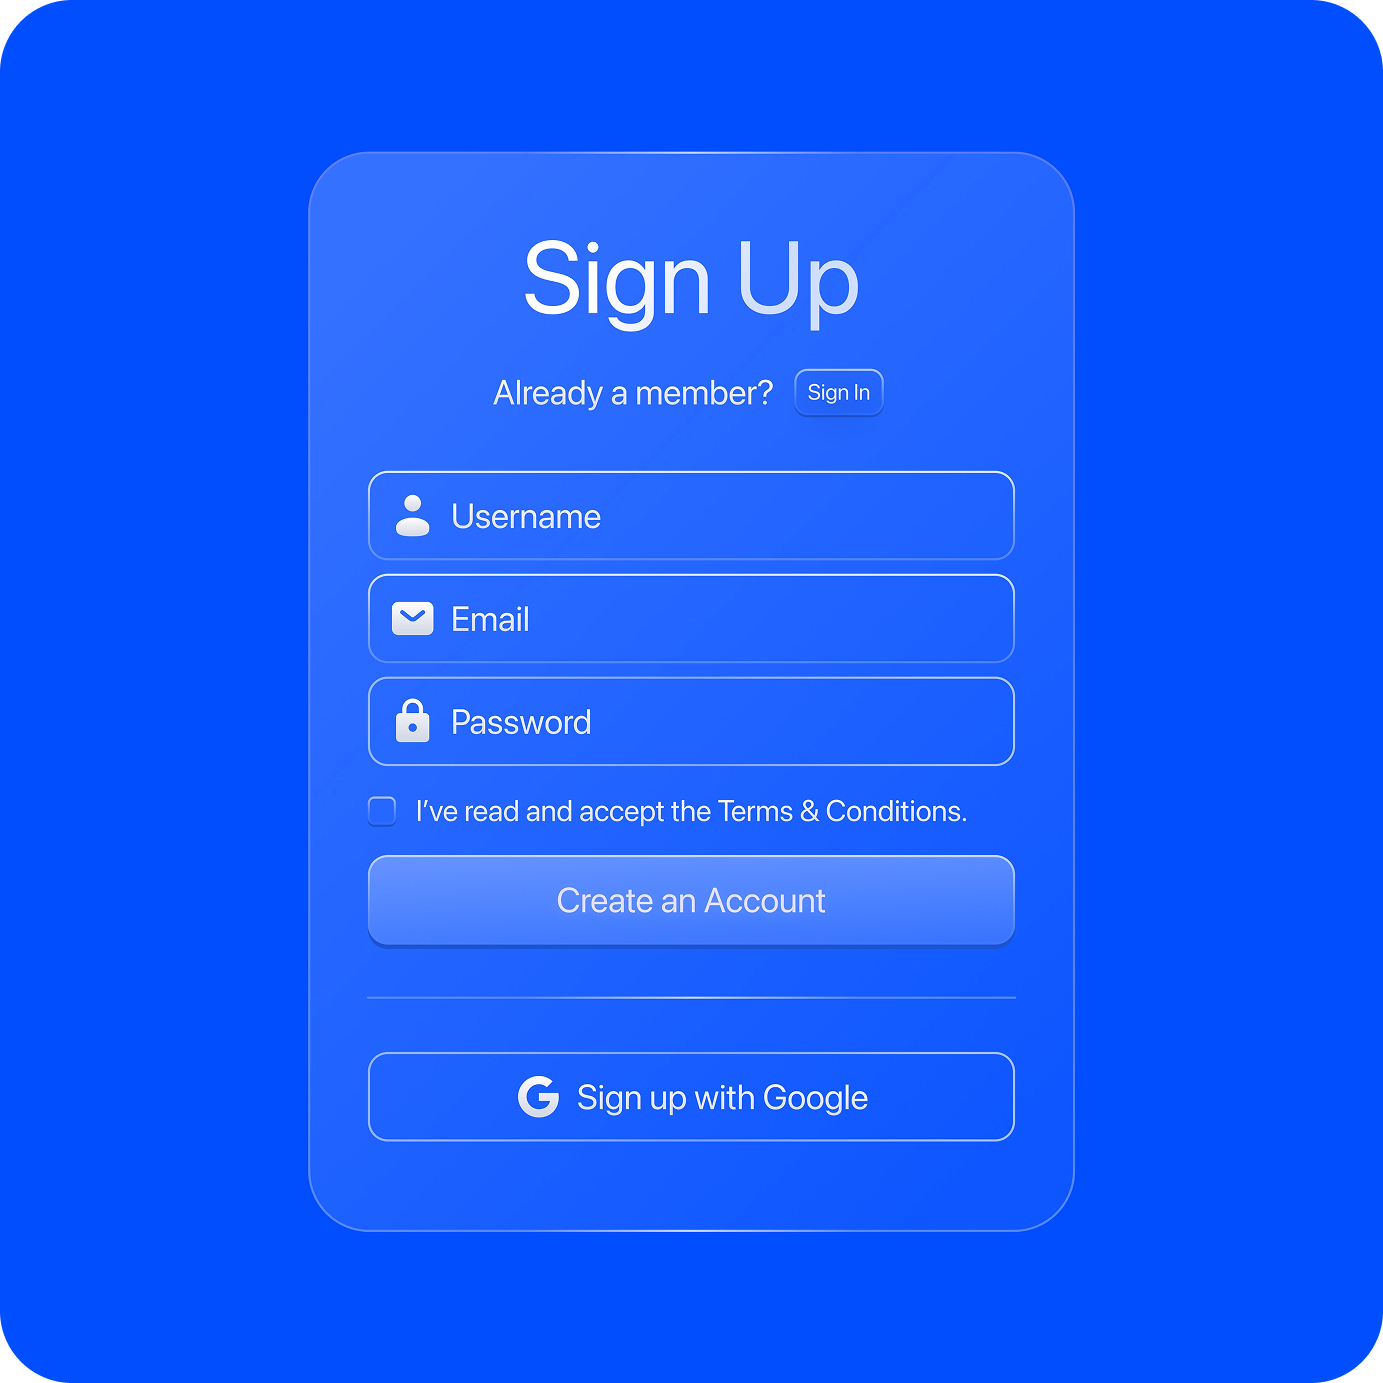 Sign Up
Already a member? Sign In
Username
Email
Password
I’ve read and accept the Terms & Conditions.
Create an Account
Sign up with Google